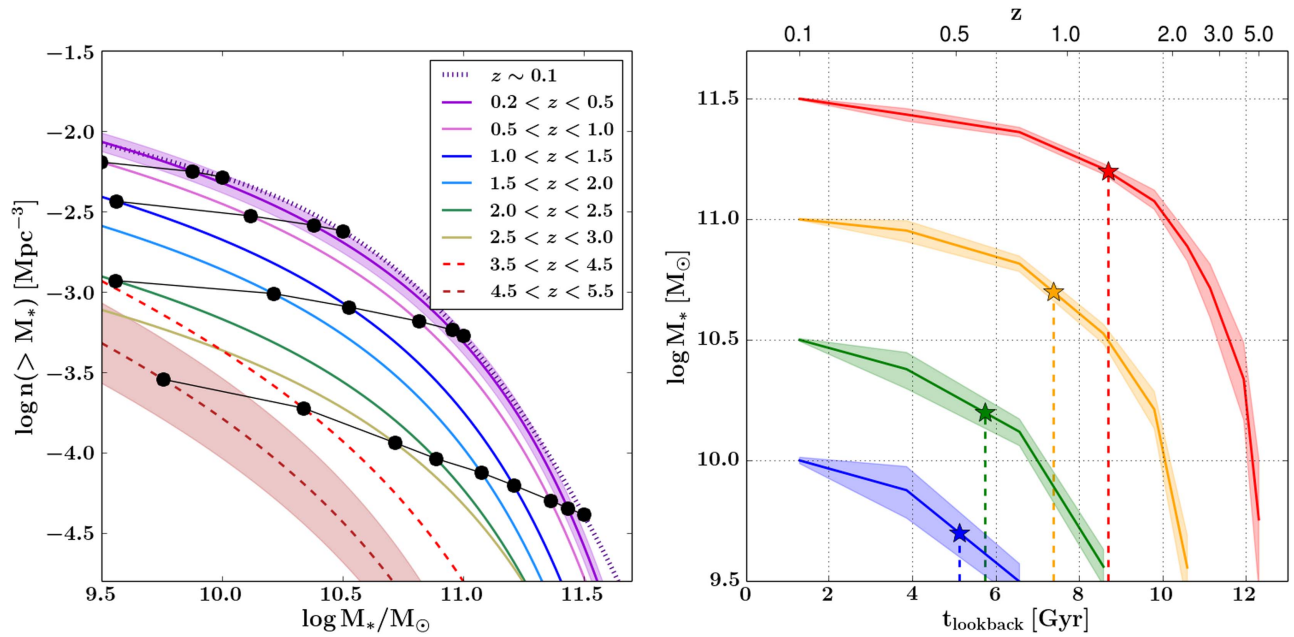 −1.5
−2.0
−2.5
−3.0
−3.5
−4.0
−4.5
9.5 10.0 10.5 11.0 11.5
log n(> M∗) [Mpc⁻³]
log M∗/M⊙
z ∼ 0.1
0.2 < z < 0.5
0.5 < z < 1.0
1.0 < z < 1.5
1.5 < z < 2.0
2.0 < z < 2.5
2.5 < z < 3.0
3.5 < z < 4.5
4.5 < z < 5.5
z
0.1 0.5 1.0 2.0 3.0 5.0
11.5
11.0
10.5
10.0
9.5
log M∗ [M⊙]
0 2 4 6 8 10 12
t_lookback [Gyr]